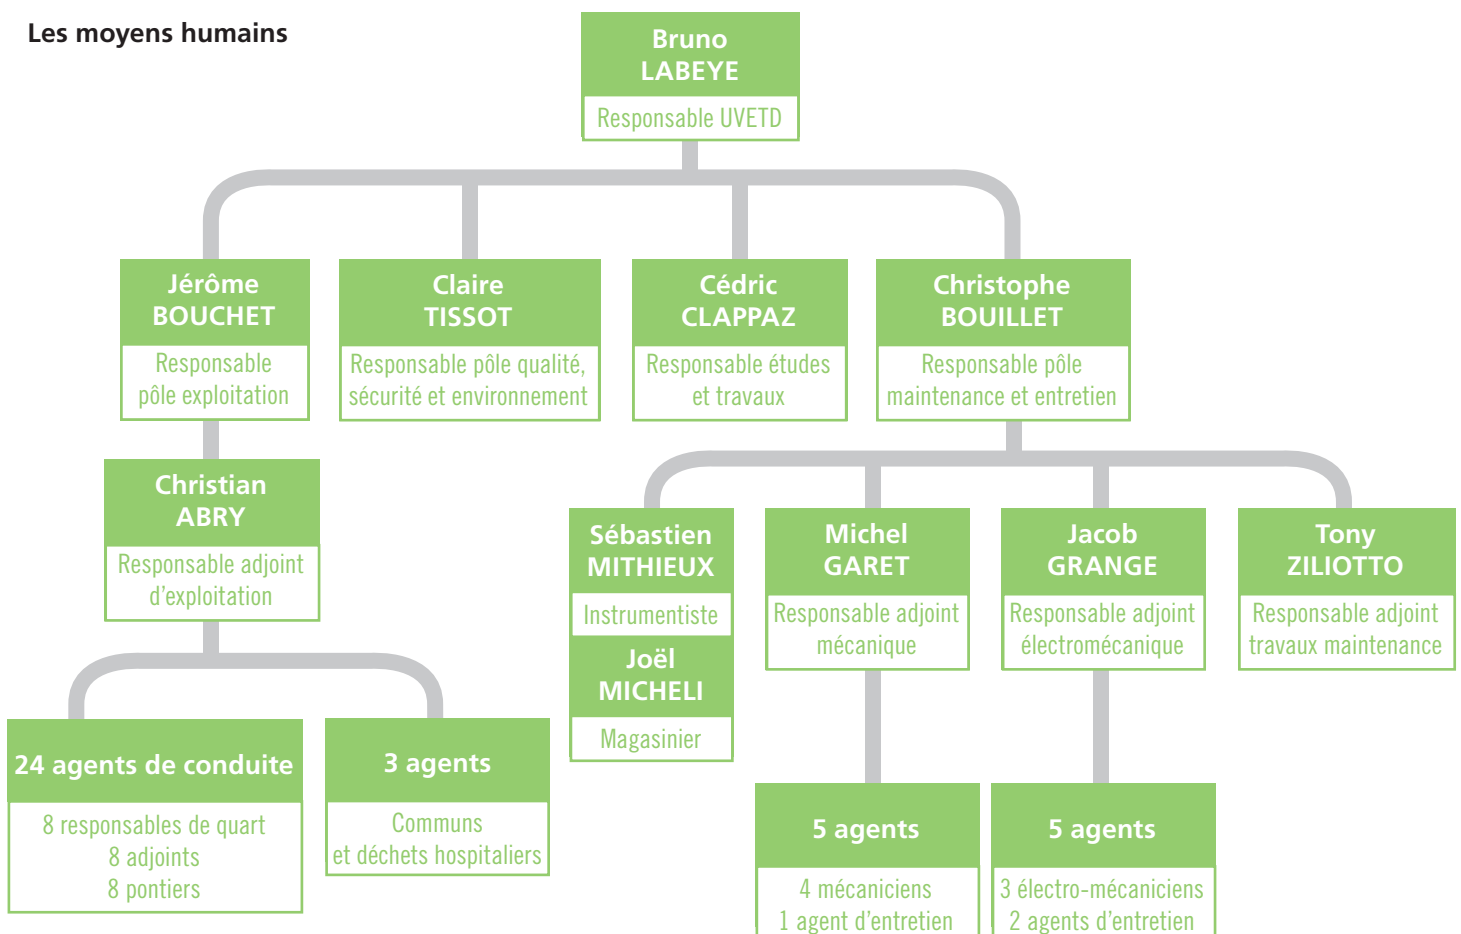 Les moyens humains
Bruno
LABEYE
Responsable UVETD
Jérôme
BOUCHET
Responsable
pôle exploitation
Claire
TISSOT
Responsable pôle qualité,
sécurité et environnement
Cédric
CLAPPAZ
Responsable études
et travaux
Christophe
BOUILLET
Responsable pôle
maintenance et entretien
Christian
ABRY
Responsable adjoint
d’exploitation
Sébastien
MITHIEUX
Instrumentiste
Joël
MICHELI
Magasinier
Michel
GARET
Responsable adjoint
mécanique
Jacob
GRANGE
Responsable adjoint
électromécanique
Tony
ZILIOTTO
Responsable adjoint
travaux maintenance
24 agents de conduite
8 responsables de quart
8 adjoints
8 pontiers
3 agents
Communs
et déchets hospitaliers
5 agents
4 mécaniciens
1 agent d’entretien
5 agents
3 électro-mécaniciens
2 agents d’entretien